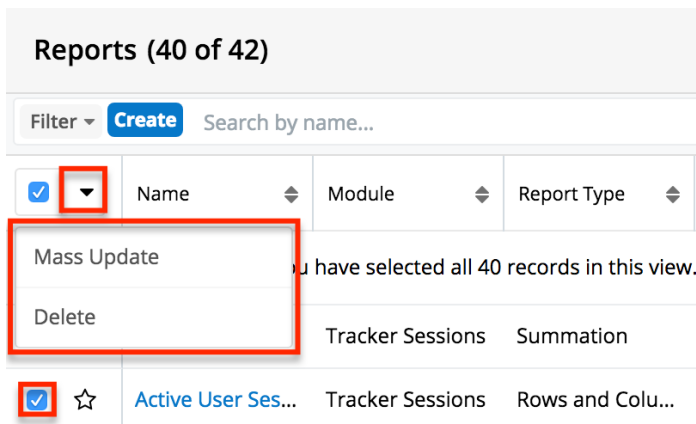 Reports (40 of 42)
Filter Create Search by name...
Name Module Report Type
Mass Update
u have selected all 40 records in this view.
Delete
Tracker Sessions Summation
Active User Ses... Tracker Sessions Rows and Colu...